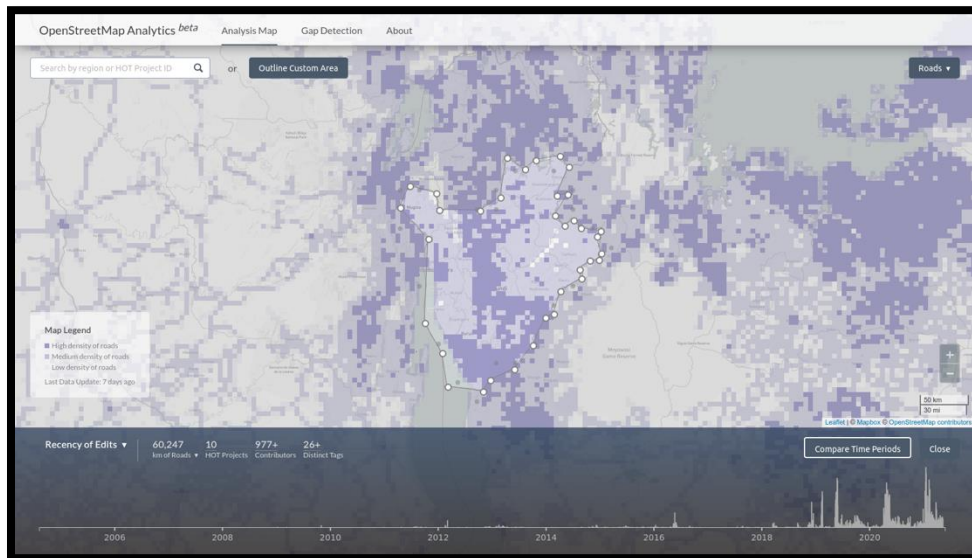 OpenStreetMap Analytics beta Analysis Map Gap Detection About
Search by region or HOT Project ID or Outline Custom Area Roads ▾
Map Legend
High density of roads
Medium density of roads
Low density of roads
Last Data Update: 7 days ago
+
−
50 km
30 mi
Leaflet | © Mapbox © OpenStreetMap contributors
Recency of Edits ▾ 60,247 10 977+ 26+
km of Roads ▾ HOT Projects Contributors Distinct Tags
Compare Time Periods Close
2006 2008 2010 2012 2014 2016 2018 2020